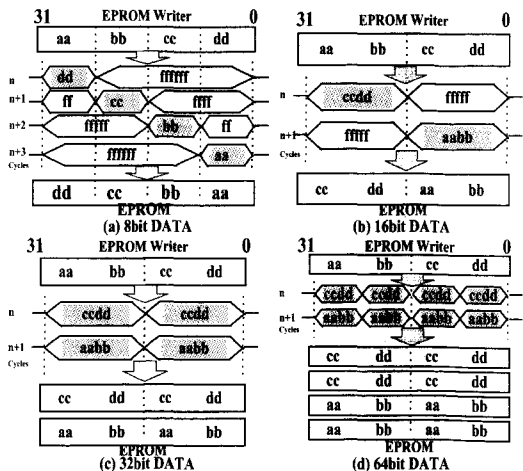 31 EPROM Writer 0
aa bb cc dd
n dd ffffff
n+1 ff cc ffff
n+2 fffff bb ff
n+3 ffffff aa
Cycles
dd cc bb aa
EPROM
(a) 8bit DATA
31 EPROM Writer 0
aa bb cc dd
n ccdd fffff
n+1 fffff aabb
Cycles
cc dd aa bb
EPROM
(b) 16bit DATA
31 EPROM Writer 0
aa bb cc dd
n ccdd ccdd
n+1 aabb aabb
Cycles
cc dd cc dd
aa bb aa bb
EPROM
(c) 32bit DATA
31 EPROM Writer 0
aa bb cc dd
n ccdd ccdd ccdd ccdd
n+1 aabb aabb aabb aabb
Cycles
cc dd cc dd
cc dd cc dd
aa bb aa bb
aa bb aa bb
EPROM
(d) 64bit DATA